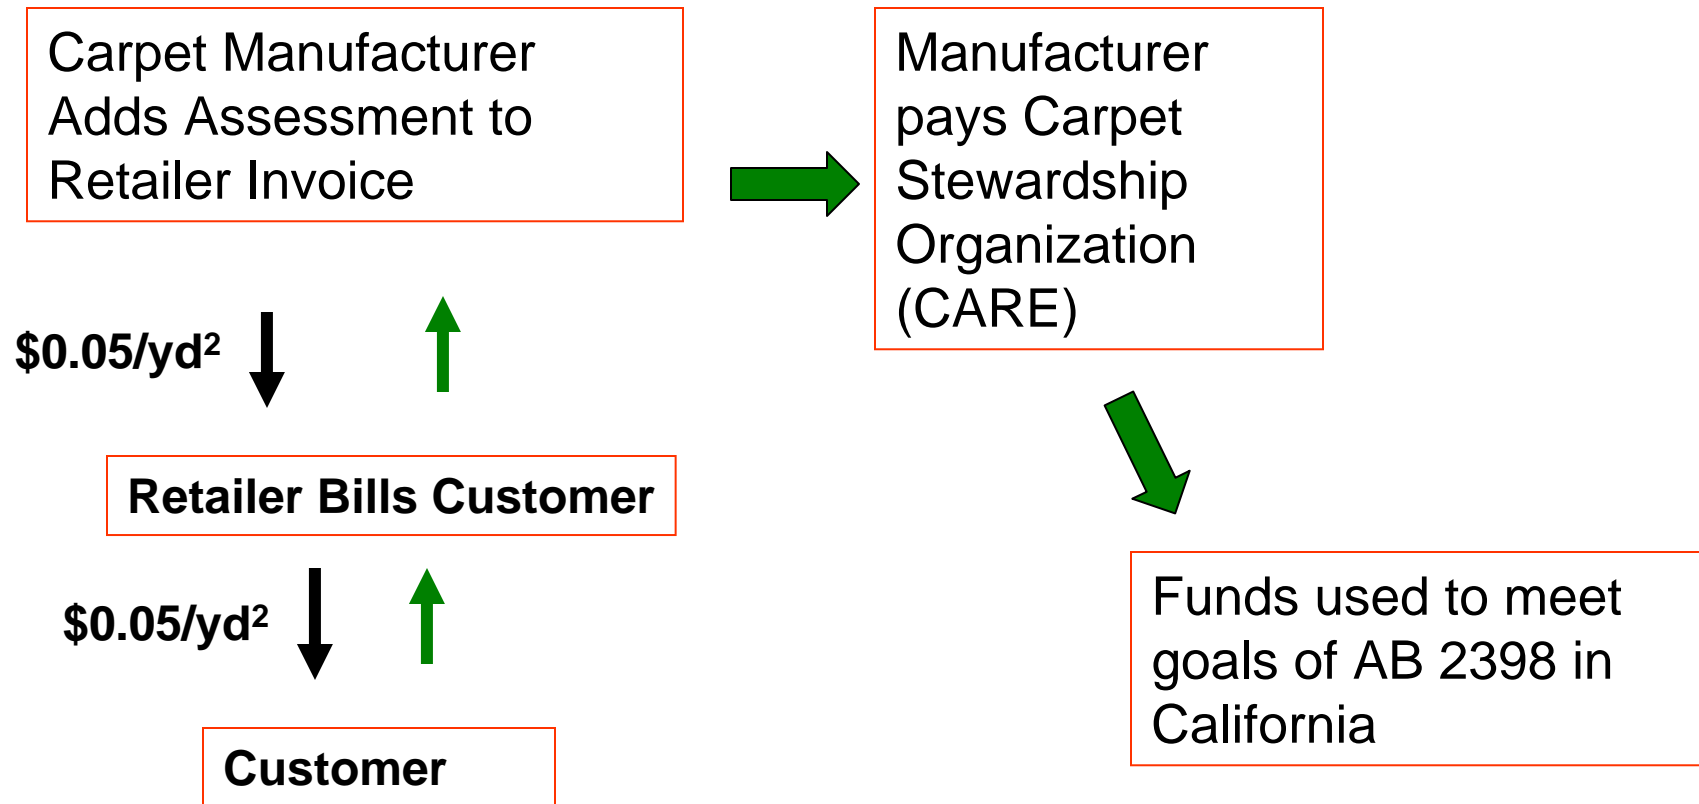 Carpet Manufacturer
Adds Assessment to
Retailer Invoice
Manufacturer
pays Carpet
Stewardship
Organization
(CARE)
$0.05/yd²
Retailer Bills Customer
$0.05/yd²
Funds used to meet
goals of AB 2398 in
California
Customer